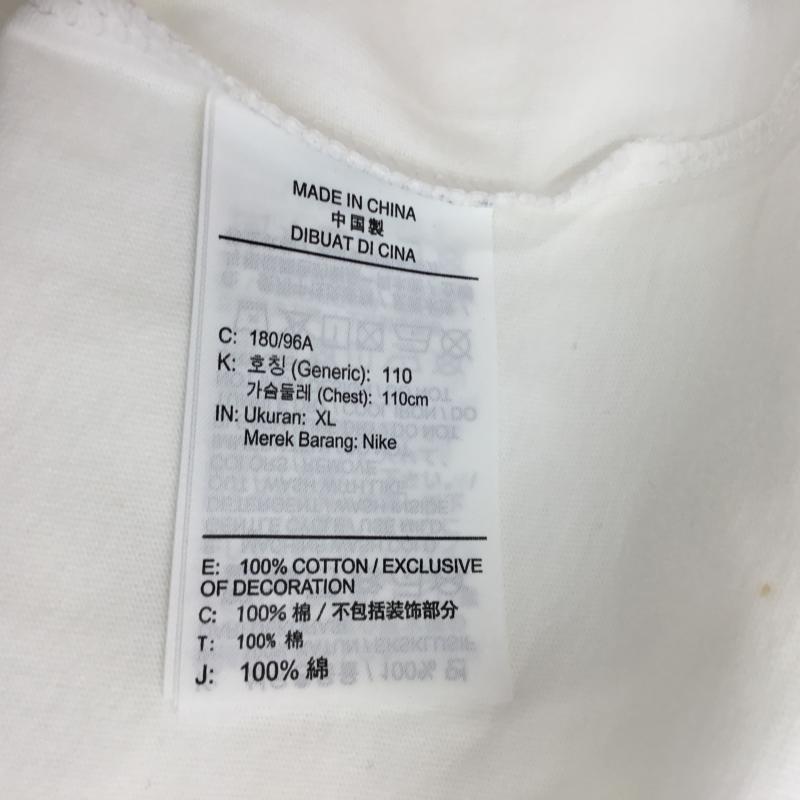 MADE IN CHINA
中国製
DIBUAT DI CINA
C: 180/96A
K: 호칭 (Generic): 110
가슴둘레 (Chest): 110cm
IN: Ukuran: XL
Merek Barang: Nike
E: 100% COTTON / EXCLUSIVE
OF DECORATION
C: 100% 棉 / 不包括装饰部分
T: 100% 棉
J: 100% 綿